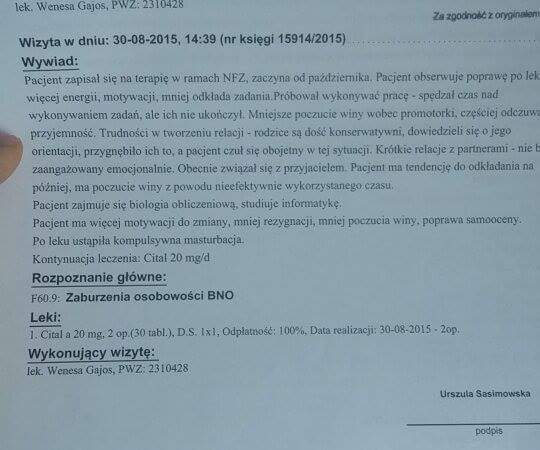 lek. Wenesa Gajos, PWZ: 2310428
Za zgodność z oryginałem
Wizyta w dniu: 30-08-2015, 14:39 (nr księgi 15914/2015)
Wywiad:
Pacjent zapisał się na terapię w ramach NFZ, zaczyna od października. Pacjent obserwuje poprawę po lek
więcej energii, motywacji, mniej odkłada zadania.Próbował wykonywać pracę - spędzał czas nad
wykonywaniem zadań, ale ich nie ukończył. Mniejsze poczucie winy wobec promotorki, częściej odczuwa
przyjemność. Trudności w tworzeniu relacji - rodzice są dość konserwatywni, dowiedzieli się o jego
orientacji, przygnębiło ich to, a pacjent czuł się obojętny w tej sytuacji. Krótkie relacje z partnerami - nie b
zaangażowany emocjonalnie. Obecnie związał się z przyjacielem. Pacjent ma tendencję do odkładania na
później, ma poczucie winy z powodu nieefektywnie wykorzystanego czasu.
Pacjent zajmuje się biologia obliczeniową, studiuje informatykę.
Pacjent ma więcej motywacji do zmiany, mniej rezygnacji, mniej poczucia winy, poprawa samooceny.
Po leku ustąpiła kompulsywna masturbacja.
Kontynuacja leczenia: Cital 20 mg/d
Rozpoznanie główne:
F60.9: Zaburzenia osobowości BNO
Leki:
1. Cital a 20 mg, 2 op.(30 tabl.), D.S. 1x1, Odpłatność: 100%, Data realizacji: 30-08-2015 - 2op.
Wykonujący wizytę:
lek. Wenesa Gajos, PWZ: 2310428
Urszula Sasimowska
podpis